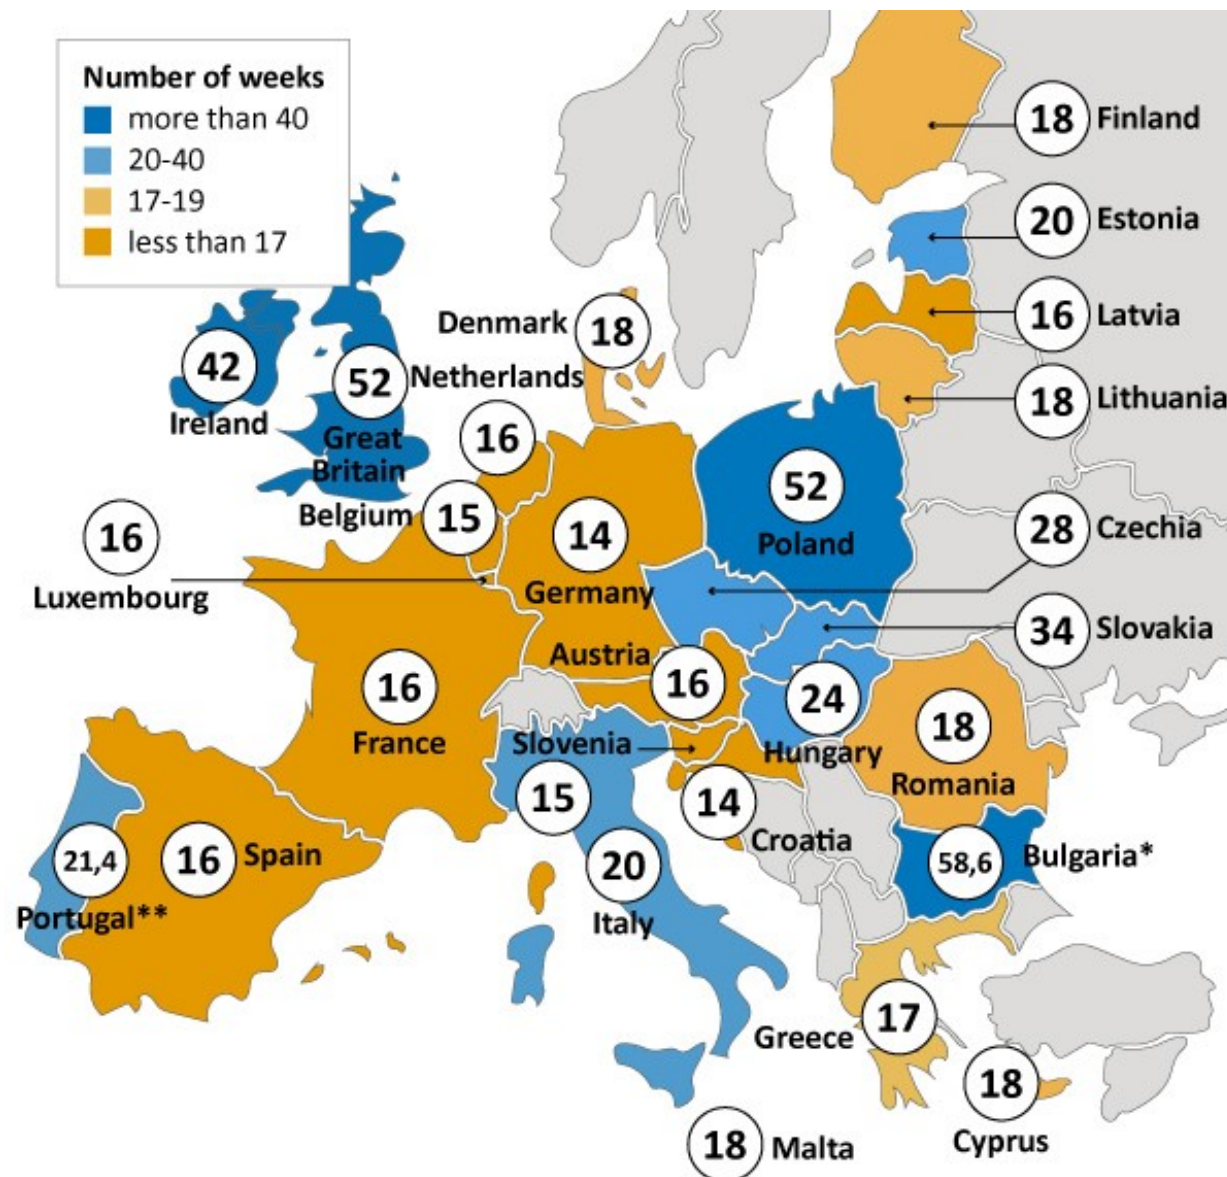 Number of weeks
more than 40
20-40
17-19
less than 17
18 Finland
20 Estonia
16 Latvia
18 Lithuania
Denmark 18
42
Ireland
52
Great
Britain
Netherlands
16
Belgium 15
16
Luxembourg
14
Germany
52
Poland
28 Czechia
34 Slovakia
Austria
16
16
France
Slovenia
15
24
Hungary
18
Romania
14
Croatia
21,4
Portugal**
16 Spain
20
Italy
58,6 Bulgaria*
17
Greece
18
Cyprus
18 Malta